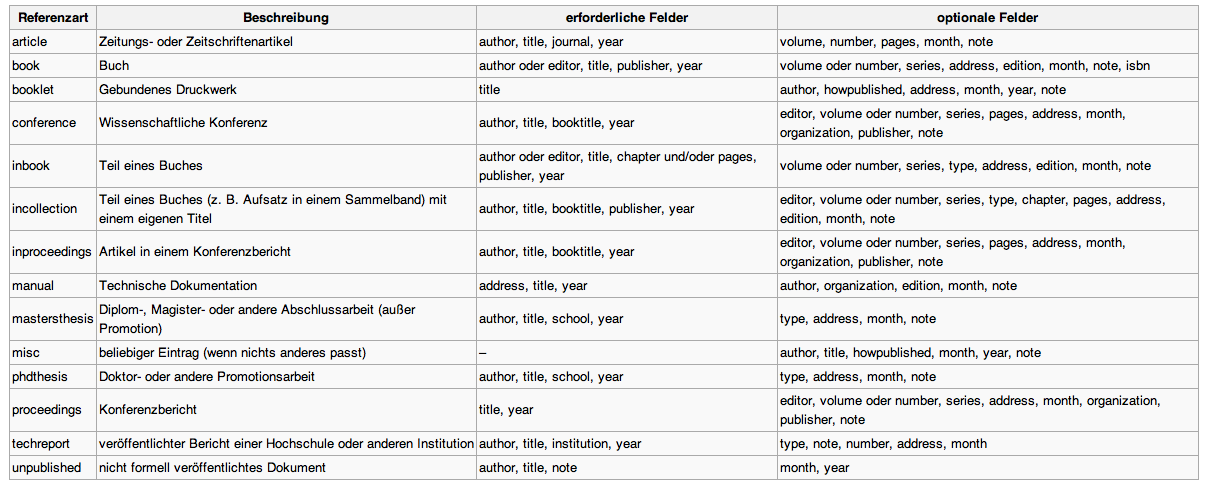 Referenzart Beschreibung erforderliche Felder optionale Felder
article Zeitungs- oder Zeitschriftenartikel author, title, journal, year volume, number, pages, month, note
book Buch author oder editor, title, publisher, year volume oder number, series, address, edition, month, note, isbn
booklet Gebundenes Druckwerk title author, howpublished, address, month, year, note
conference Wissenschaftliche Konferenz author, title, booktitle, year editor, volume oder number, series, pages, address, month,
organization, publisher, note
inbook Teil eines Buches author oder editor, title, chapter und/oder pages,
publisher, year volume oder number, series, type, address, edition, month, note
incollection Teil eines Buches (z. B. Aufsatz in einem Sammelband) mit
einem eigenen Titel author, title, booktitle, publisher, year editor, volume oder number, series, type, chapter, pages, address,
edition, month, note
inproceedings Artikel in einem Konferenzbericht author, title, booktitle, year editor, volume oder number, series, pages, address, month,
organization, publisher, note
manual Technische Dokumentation address, title, year author, organization, edition, month, note
mastersthesis Diplom-, Magister- oder andere Abschlussarbeit (außer
Promotion) author, title, school, year type, address, month, note
misc beliebiger Eintrag (wenn nichts anderes passt) – author, title, howpublished, month, year, note
phdthesis Doktor- oder andere Promotionsarbeit author, title, school, year type, address, month, note
proceedings Konferenzbericht title, year editor, volume oder number, series, address, month, organization,
publisher, note
techreport veröffentlichter Bericht einer Hochschule oder anderen Institution author, title, institution, year type, note, number, address, month
unpublished nicht formell veröffentlichtes Dokument author, title, note month, year